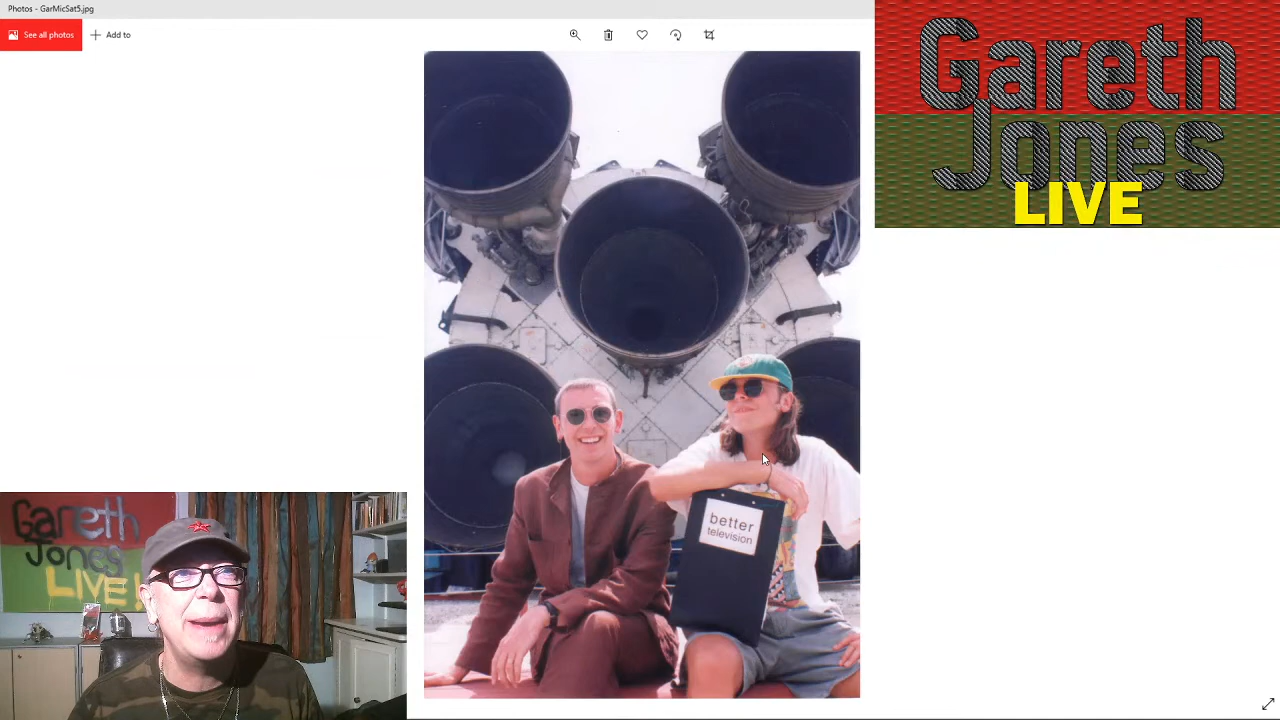 Photos - GarMicSat5.jpg
See all photos
Add to
Gareth
Jones
LIVE
better
television
Gareth
Jones
LIVE!